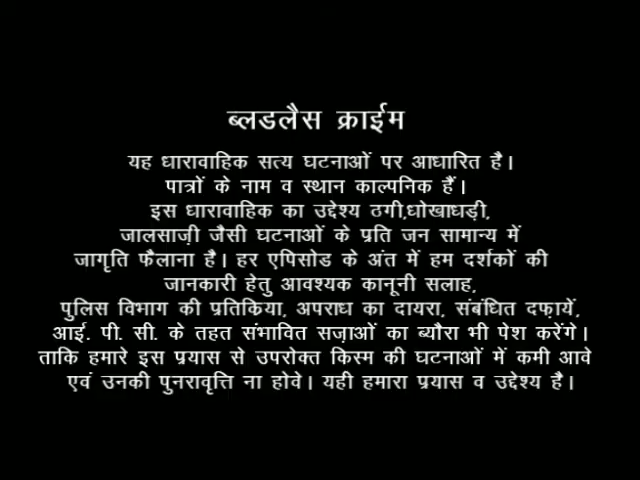 ब्लडलैस क्राईम
यह धारावाहिक सत्य घटनाओं पर आधारित है।
पात्रों के नाम व स्थान काल्पनिक हैं।
इस धारावाहिक का उद्देश्य ठगी,धोखाधड़ी,
जालसाज़ी जैसी घटनाओं के प्रति जन सामान्य में
जागृति फैलाना है। हर एपिसोड के अंत में हम दर्शकों की
जानकारी हेतु आवश्यक कानूनी सलाह,
पुलिस विभाग की प्रतिकिया, अपराध का दायरा, संबंधित दफ़ायें,
आई. पी. सी. के तहत संभावित सज़ाओं का ब्यौरा भी पेश करेंगे।
ताकि हमारे इस प्रयास से उपरोक्त किस्म की घटनाओं में कमी आवे
एवं उनकी पुनरावृत्ति ना होवे। यही हमारा प्रयास व उद्देश्य है।